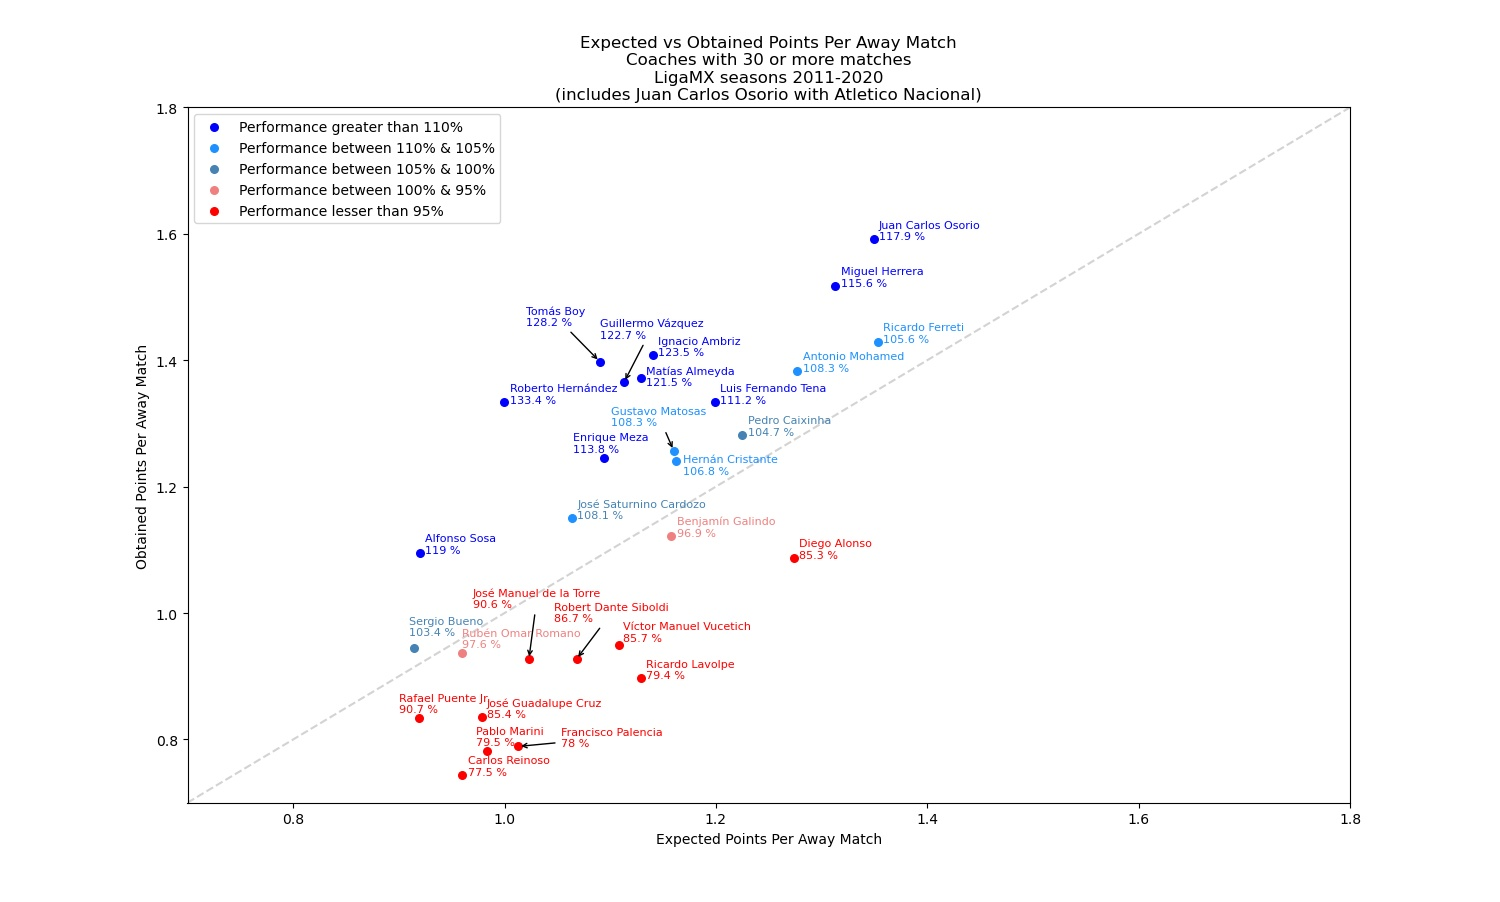 Expected vs Obtained Points Per Away Match
Coaches with 30 or more matches
LigaMX seasons 2011-2020
(includes Juan Carlos Osorio with Atletico Nacional)
Performance greater than 110%
Performance between 110% & 105%
Performance between 105% & 100%
Performance between 100% & 95%
Performance lesser than 95%
Juan Carlos Osorio
117.9 %
Miguel Herrera
115.6 %
Tomás Boy
128.2 %
Guillermo Vázquez
122.7 %
Ignacio Ambriz
123.5 %
Ricardo Ferreti
105.6 %
Antonio Mohamed
108.3 %
Matías Almeyda
121.5 %
Roberto Hernández
133.4 %
Luis Fernando Tena
111.2 %
Gustavo Matosas
108.3 %
Pedro Caixinha
104.7 %
Enrique Meza
113.8 %
Hernán Cristante
106.8 %
José Saturnino Cardozo
108.1 %
Benjamín Galindo
96.9 %
Alfonso Sosa
119 %
Diego Alonso
85.3 %
José Manuel de la Torre
90.6 %
Robert Dante Siboldi
86.7 %
Sergio Bueno
103.4 %
Rubén Omar Romano
97.6 %
Víctor Manuel Vucetich
85.7 %
Ricardo Lavolpe
79.4 %
Rafael Puente Jr
90.7 %
José Guadalupe Cruz
85.4 %
Pablo Marini
79.5 %
Francisco Palencia
78 %
Carlos Reinoso
77.5 %
1.8
1.6
1.4
1.2
1.0
0.8
Obtained Points Per Away Match
0.8
1.0
1.2
1.4
1.6
1.8
Expected Points Per Away Match